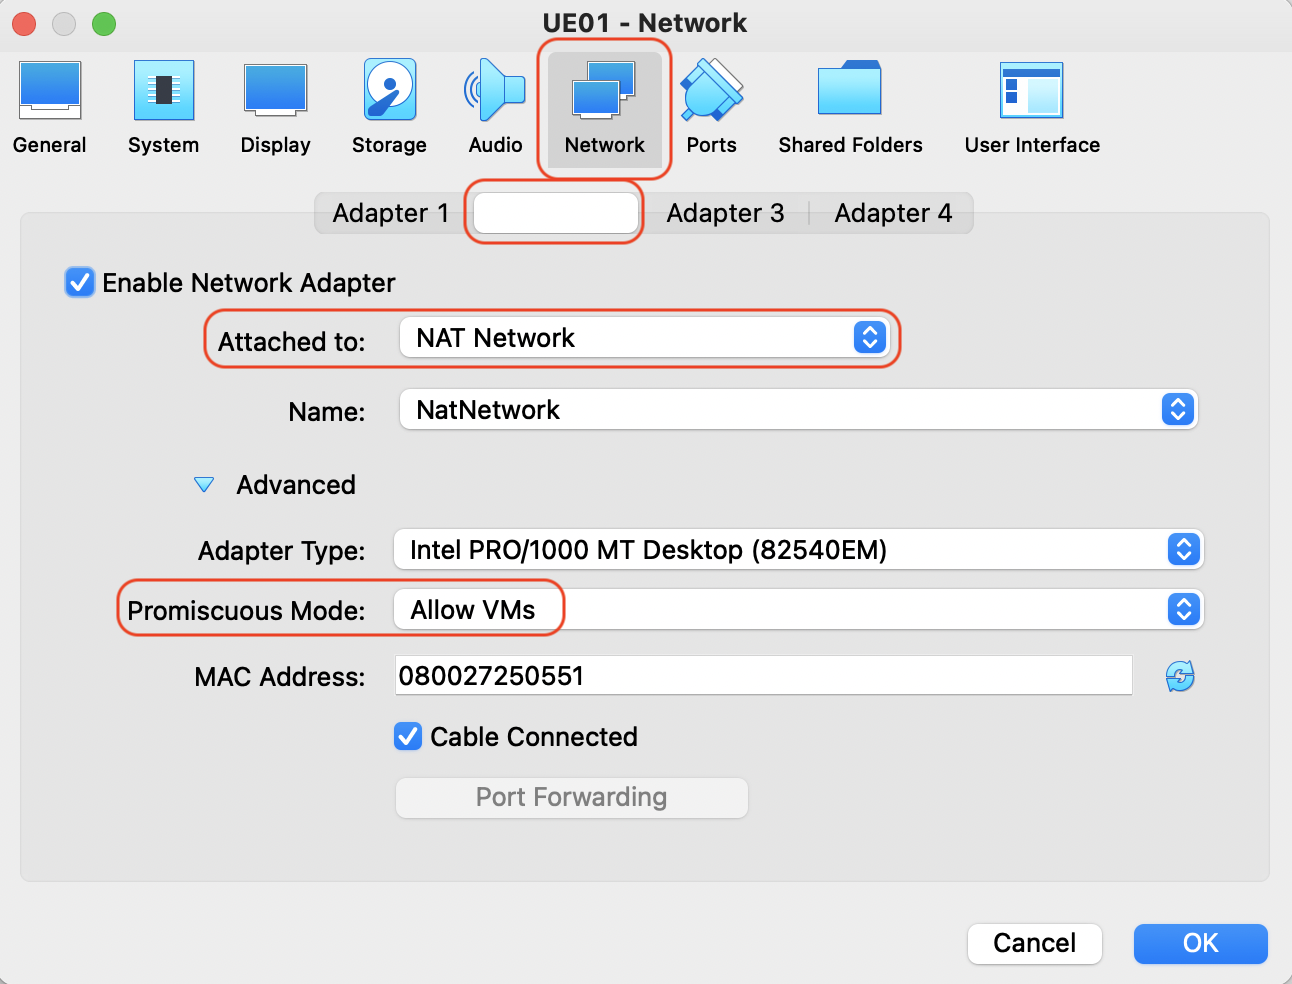 UE01 - Network
General System Display Storage Audio Network Ports Shared Folders User Interface
Adapter 1 Adapter 3 Adapter 4
Enable Network Adapter
Attached to: NAT Network
Name: NatNetwork
Advanced
Adapter Type: Intel PRO/1000 MT Desktop (82540EM)
Promiscuous Mode: Allow VMs
MAC Address: 080027250551
Cable Connected
Port Forwarding
Cancel OK